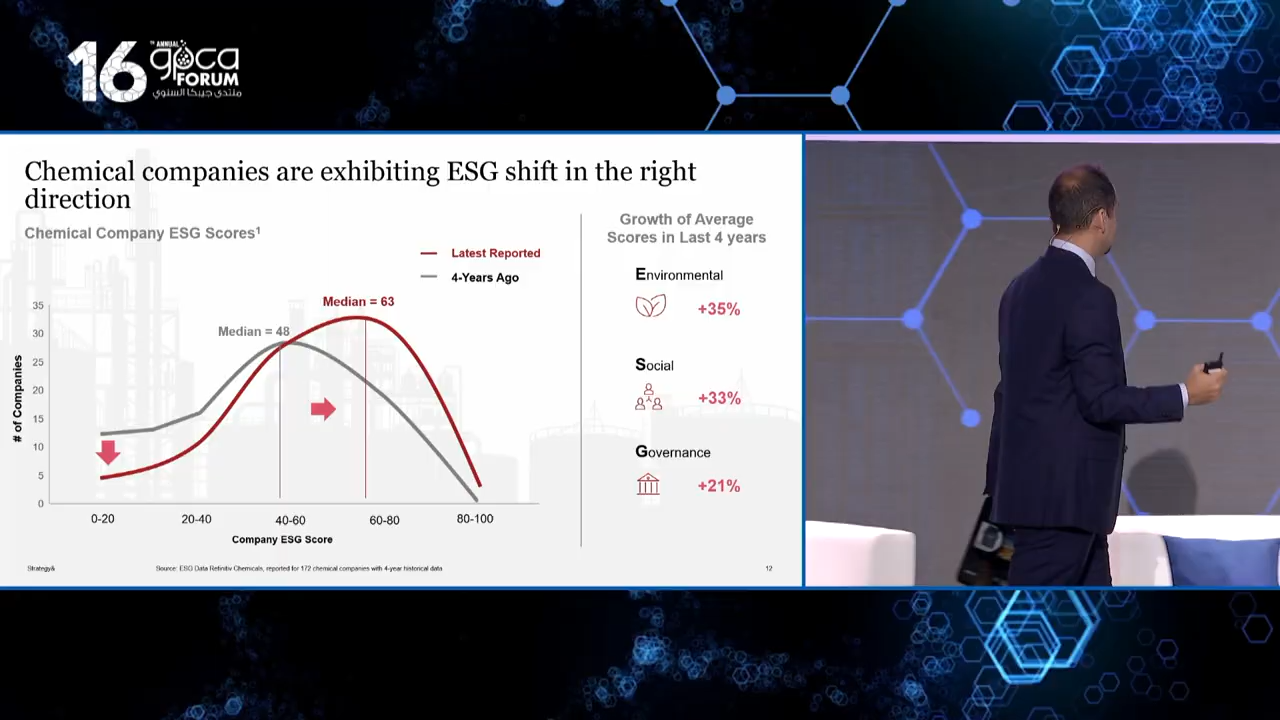 16
TH ANNUAL
gpca
FORUM
منتدى جيبكا السنوي
Chemical companies are exhibiting ESG shift in the right
direction
Chemical Company ESG Scores¹
Latest Reported
4-Years Ago
Median = 63
Median = 48
# of Companies
35
30
25
20
15
10
5
0
0-20
20-40
40-60
60-80
80-100
Company ESG Score
Growth of Average
Scores in Last 4 years
Environmental
+35%
Social
+33%
Governance
+21%
Strategy&
Source: ESG Data Refinitiv Chemicals, reported for 172 chemical companies with 4-year historical data
12